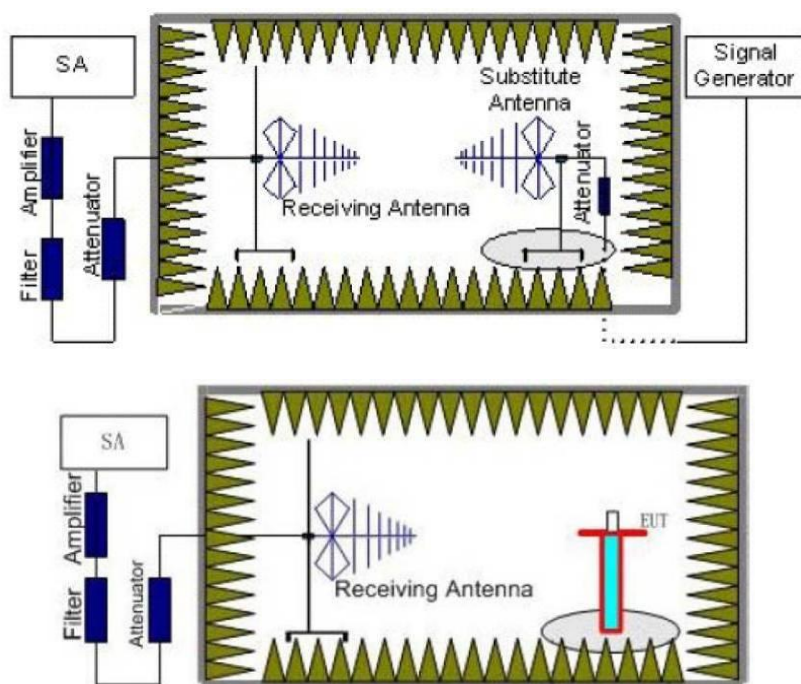 SA
Amplifier
Filter
Attenuator
Receiving Antenna
Substitute
Antenna
Attenuator
Signal
Generator
SA
Amplifier
Filter
Attenuator
Receiving Antenna
EUT